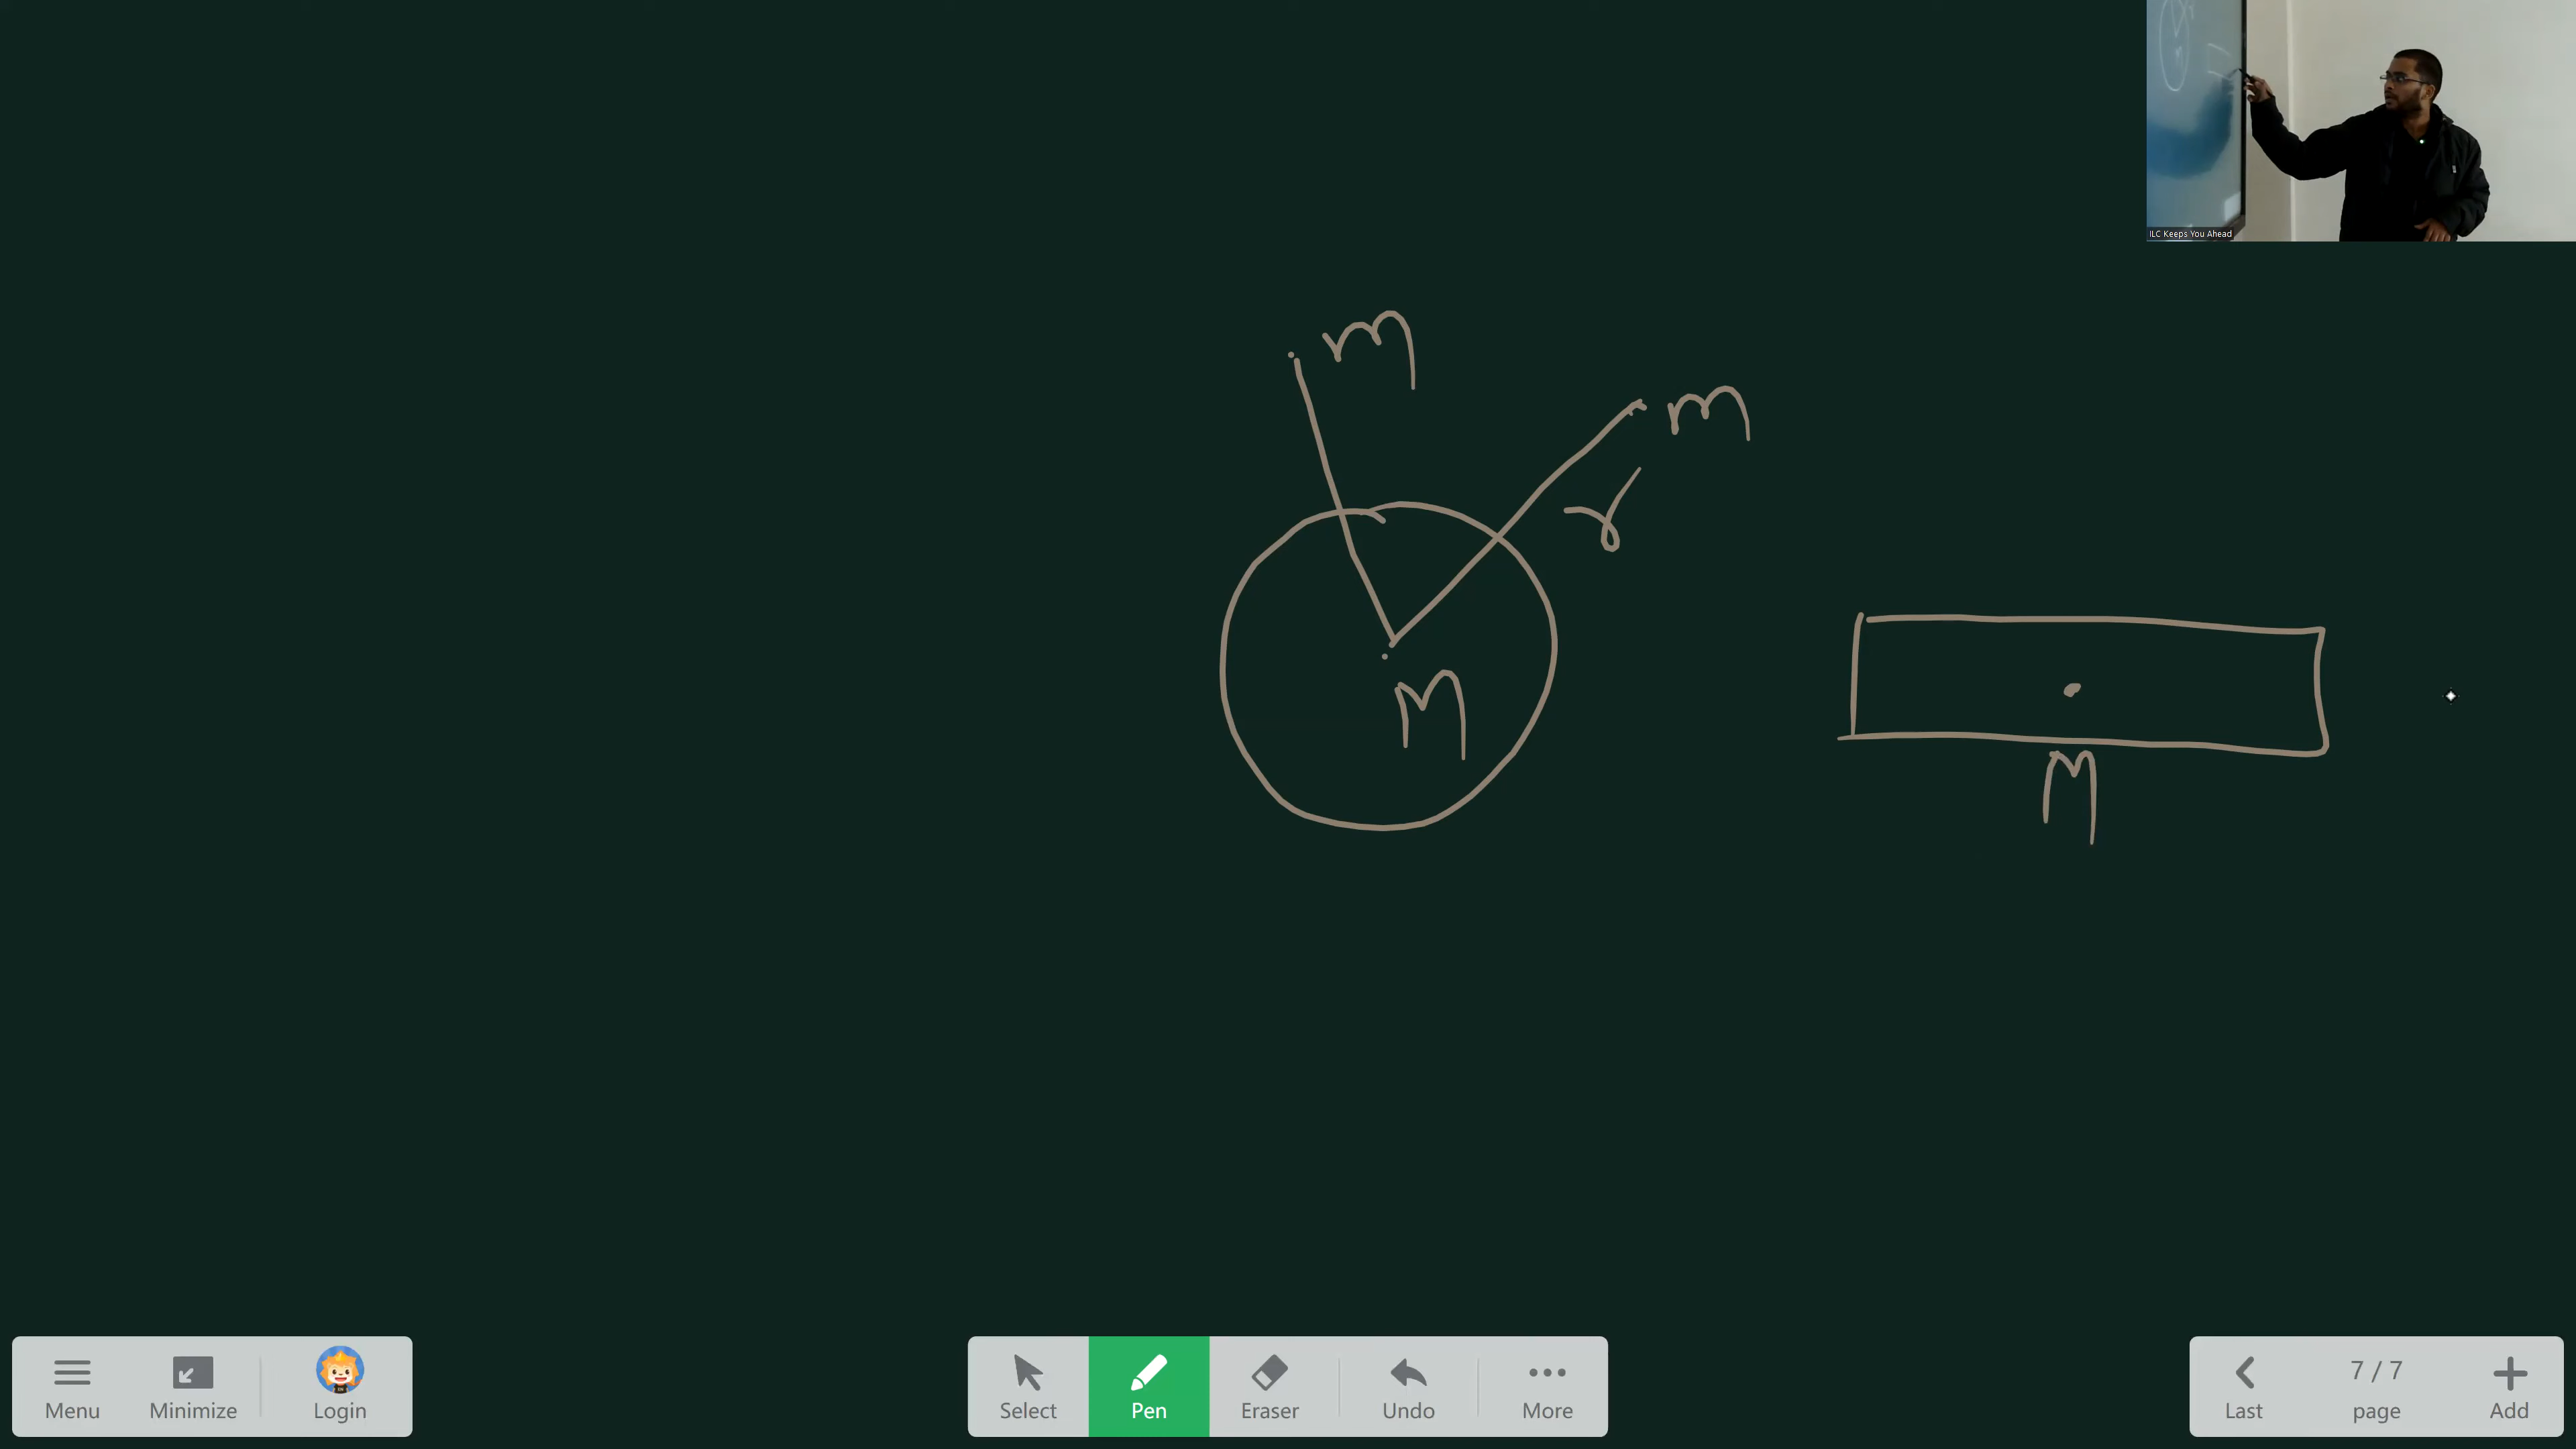 ILC Keeps You Ahead
m
m
r
M
M
Menu
Minimize
Login
Select
Pen
Eraser
Undo
More
Last
7 / 7
page
Add